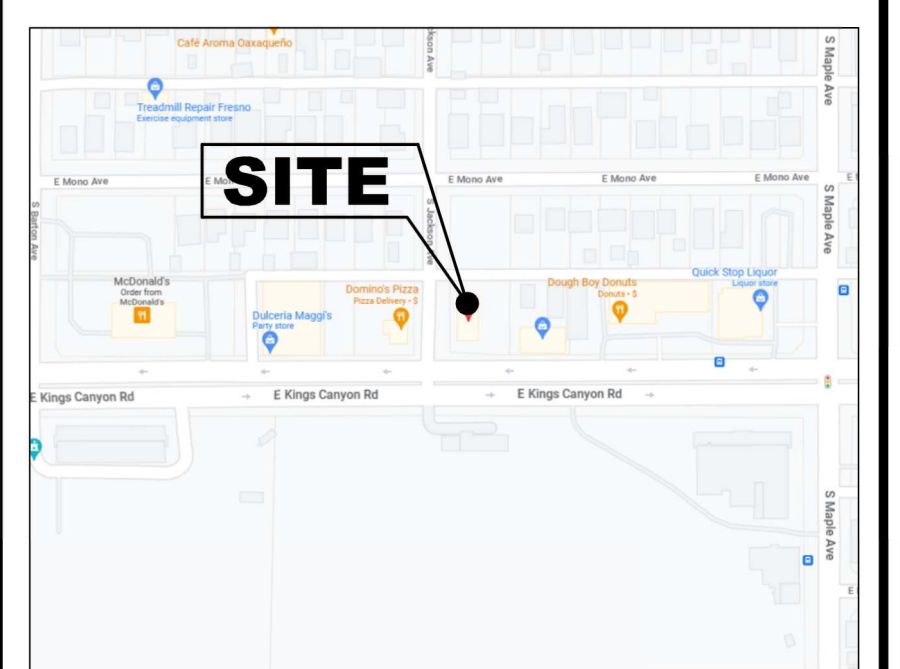 Café Aroma Oaxaqueño
kson Ave
S Maple Ave
Treadmill Repair Fresno
Exercise equipment store
SITE
E Mono Ave
E Mono Ave
E Mono Ave
E Mono Ave
E
S Barton Ave
S Jackson Ave
S Maple Ave
McDonald's
Order from
McDonald's
Domino's Pizza
Pizza Delivery • $
Dulceria Maggi's
Party store
Dough Boy Donuts
Donuts • $
Quick Stop Liquor
Liquor store
E Kings Canyon Rd
E Kings Canyon Rd
E Kings Canyon Rd
S Maple Ave
E